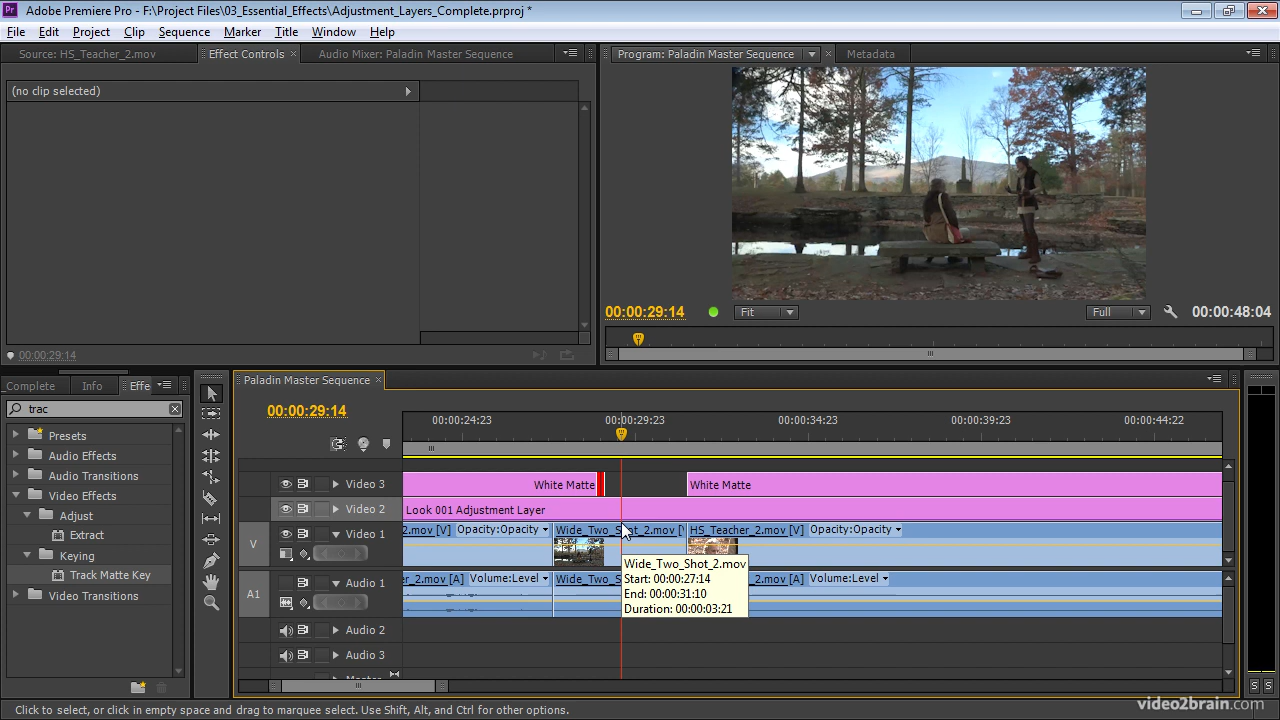 Adobe Premiere Pro - F:\Project Files\03_Essential_Effects\Adjustment_Layers_Complete.prproj *
File Edit Project Clip Sequence Marker Title Window Help
Source: HS_Teacher_2.mov Effect Controls Audio Mixer: Paladin Master Sequence
Program: Paladin Master Sequence Metadata
(no clip selected)
00:00:29:14 Fit Full 00:00:48:04
00:00:29:14
Complete Info Effe
trac
Presets
Audio Effects
Audio Transitions
Video Effects
Adjust
Extract
Keying
Track Matte Key
Video Transitions
Paladin Master Sequence
00:00:29:14
00:00:24:23 00:00:29:23 00:00:34:23 00:00:39:23 00:00:44:22
Video 3 White Matte White Matte
Video 2 Look 001 Adjustment Layer
V Video 1 2.mov [V] Opacity:Opacity Wide_Two_Shot_2.mov [V HS_Teacher_2.mov [V] Opacity:Opacity
Wide_Two_Shot_2.mov
Start: 00:00:27:14
End: 00:00:31:10
Duration: 00:00:03:21
A1 Audio 1 er_2.mov [A] Volume:Level Wide_Two_S 2.mov [A] Volume:Level
Audio 2
Audio 3
S S
Click to select, or click in empty space and drag to marquee select. Use Shift, Alt, and Ctrl for other options.
video2brain.com